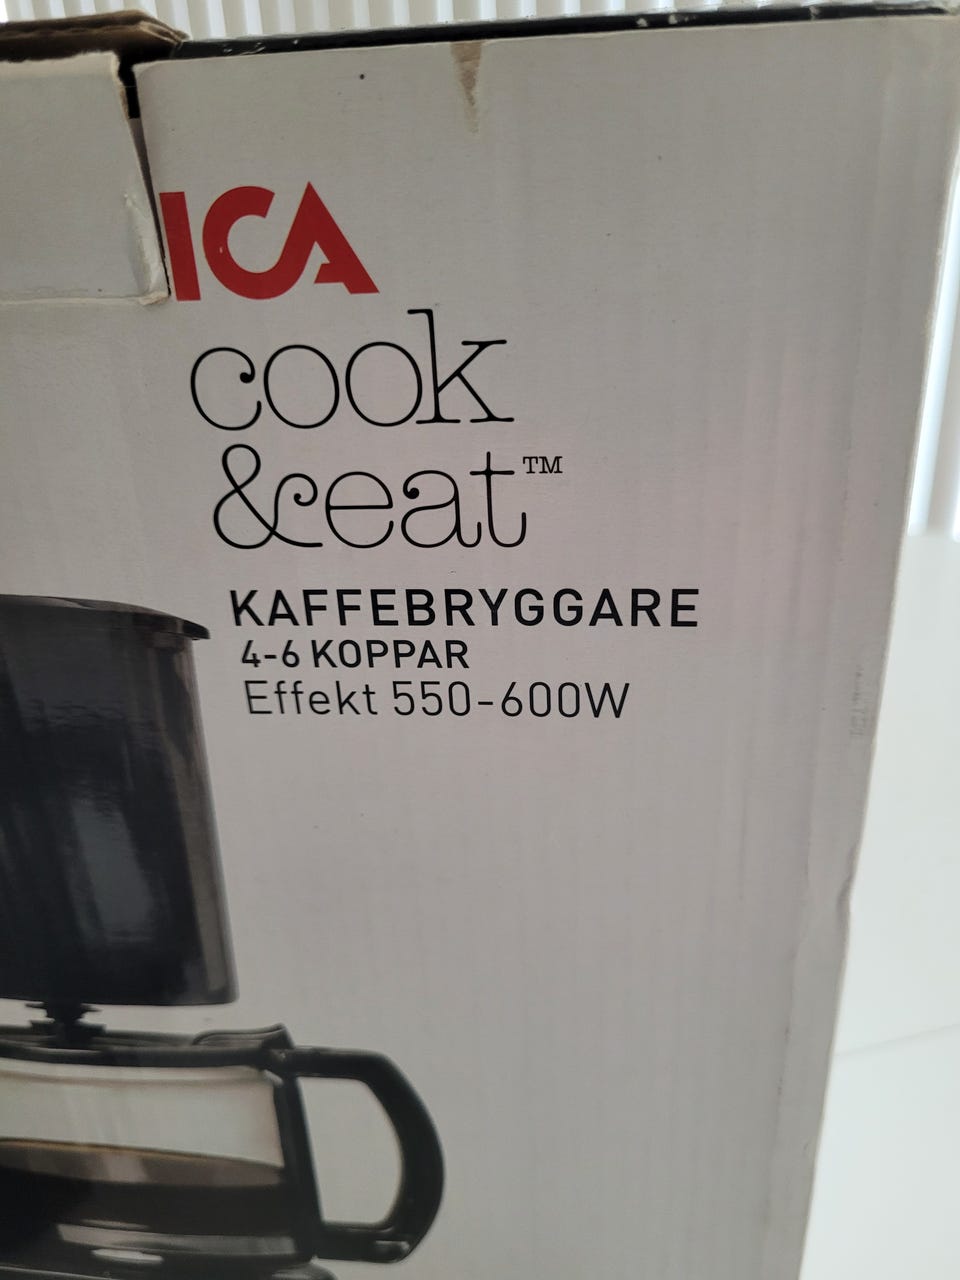 ICA
cook
&eat™
KAFFEBRYGGARE
4-6 KOPPAR
Effekt 550-600W